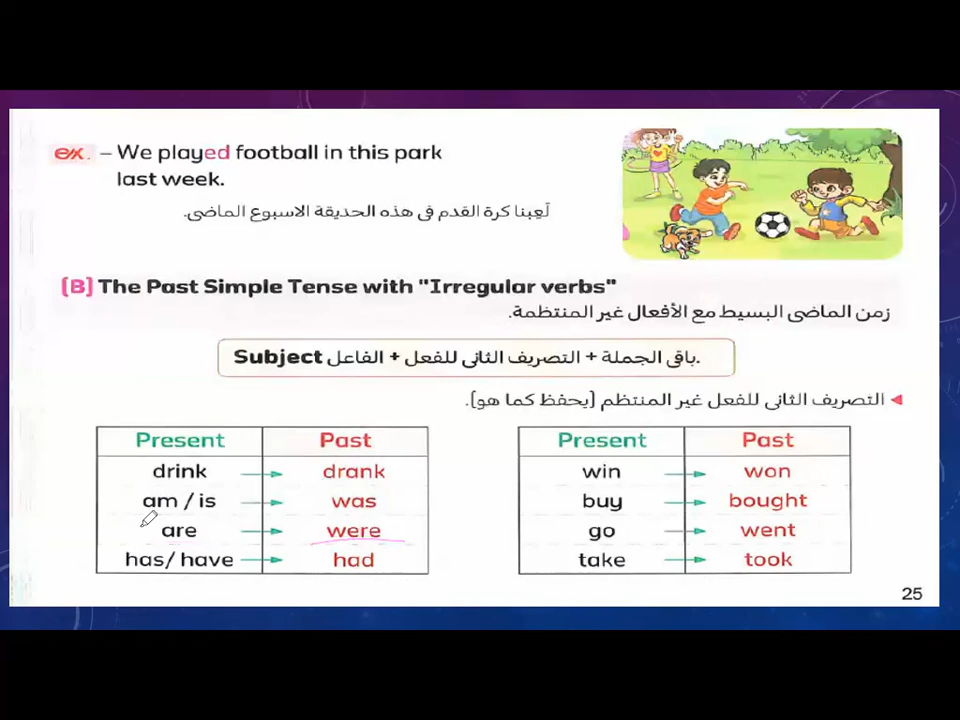 ex. – We played football in this park
last week.
لَعِبنا كرة القدم فى هذه الحديقة الاسبوع الماضى.
[B] The Past Simple Tense with "Irregular verbs"
زمن الماضى البسيط مع الأفعال غير المنتظمة.
Subject الفاعل + التصريف الثانى للفعل + باقى الجملة.
التصريف الثانى للفعل غير المنتظم [يحفظ كما هو].
Present Past
drink drank
am / is was
are were
has/ have had
Present Past
win won
buy bought
go went
take took
25